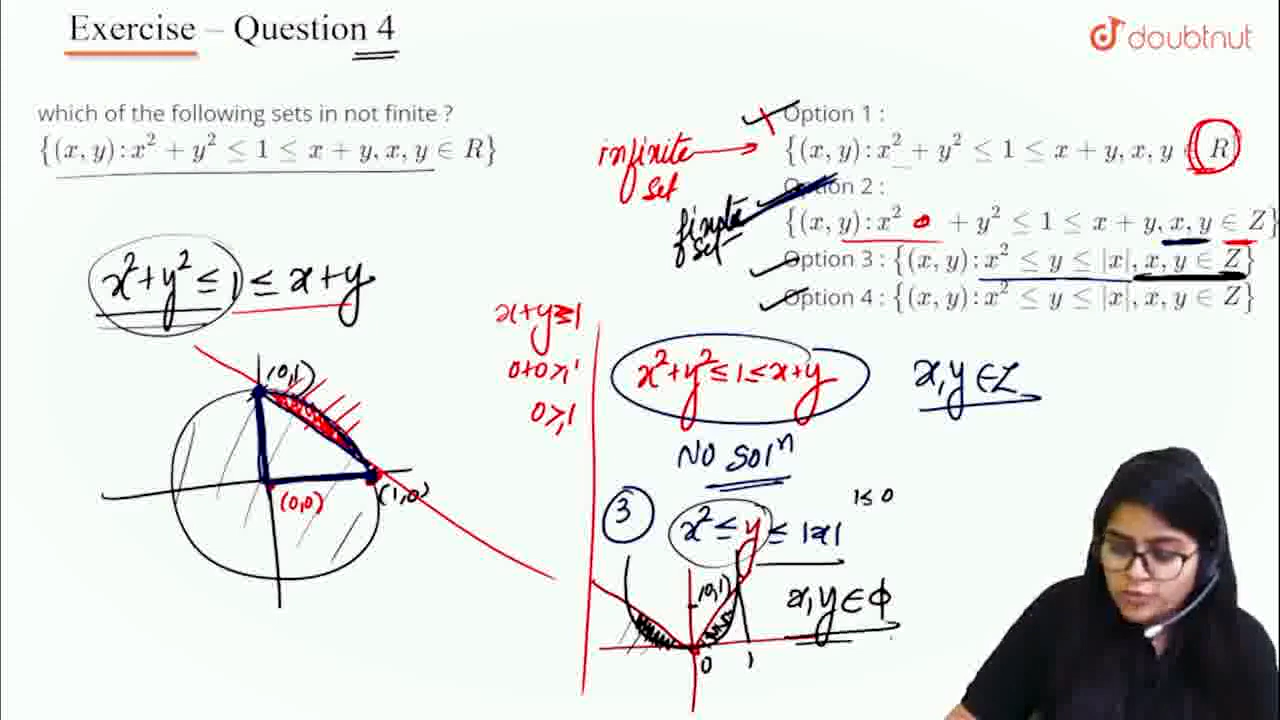 Exercise – Question 4
doubtnut
which of the following sets in not finite ?
{(x, y) : x² + y² ≤ 1 ≤ x + y, x, y ∈ R}
Option 1 :
{(x, y) : x² + y² ≤ 1 ≤ x + y, x, y ∈ R}
Option 2 :
{(x, y) : x² + y² ≤ 1 ≤ x + y, x, y ∈ Z}
Option 3 : {(x, y) : x² ≤ y ≤ |x|, x, y ∈ Z}
Option 4 : {(x, y) : x² ≤ y ≤ |x|, x, y ∈ Z}
infinite
set
finite
set
x²+y² ≤ 1 ≤ x+y
(0,1)
(0,0)
(1,0)
x+y≥1
0+0≥1
0≥1
x²+y² ≤ 1 ≤ x+y
x,y ∈ Z
NO Solⁿ
3
x² ≤ y ≤ |x|
1≤0
(0,1)
x,y ∈ φ
0
1